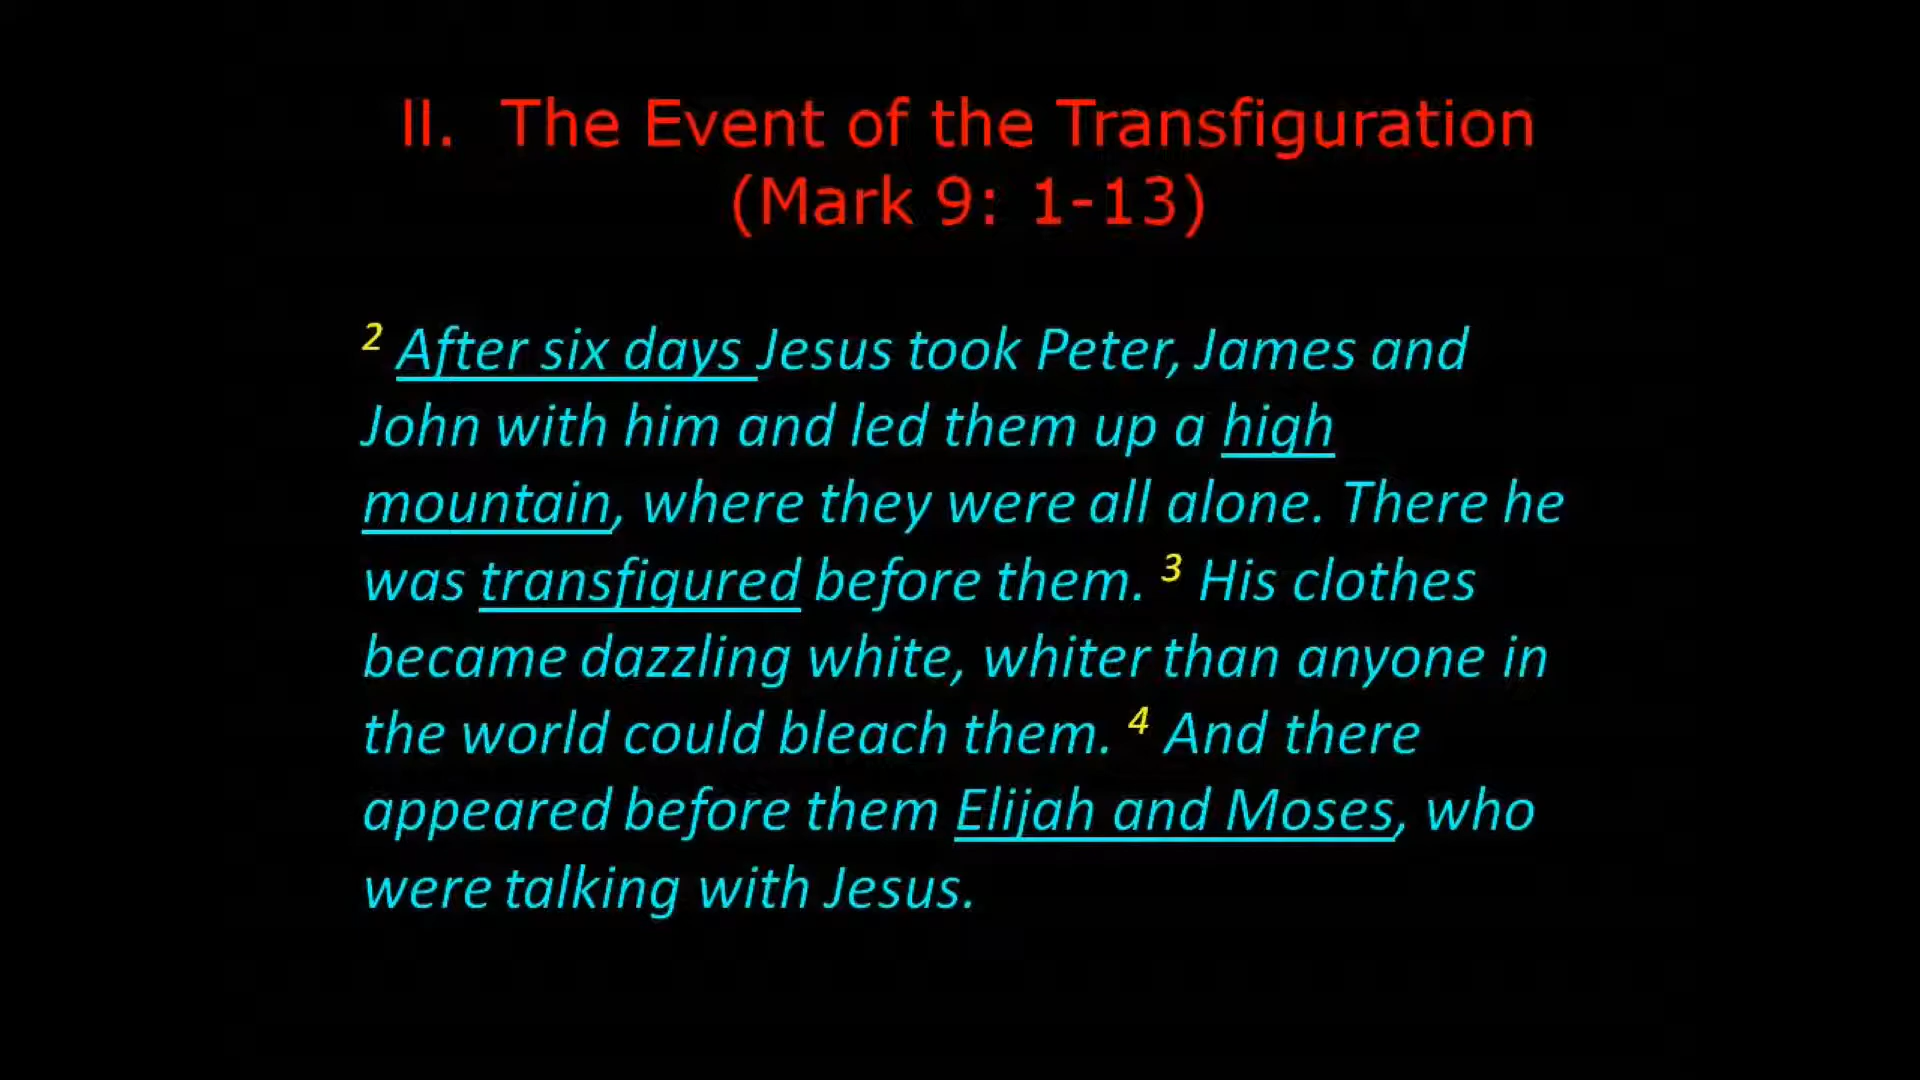 II. The Event of the Transfiguration
(Mark 9: 1-13)
2 After six days Jesus took Peter, James and
John with him and led them up a high
mountain, where they were all alone. There he
was transfigured before them. 3 His clothes
became dazzling white, whiter than anyone in
the world could bleach them. 4 And there
appeared before them Elijah and Moses, who
were talking with Jesus.